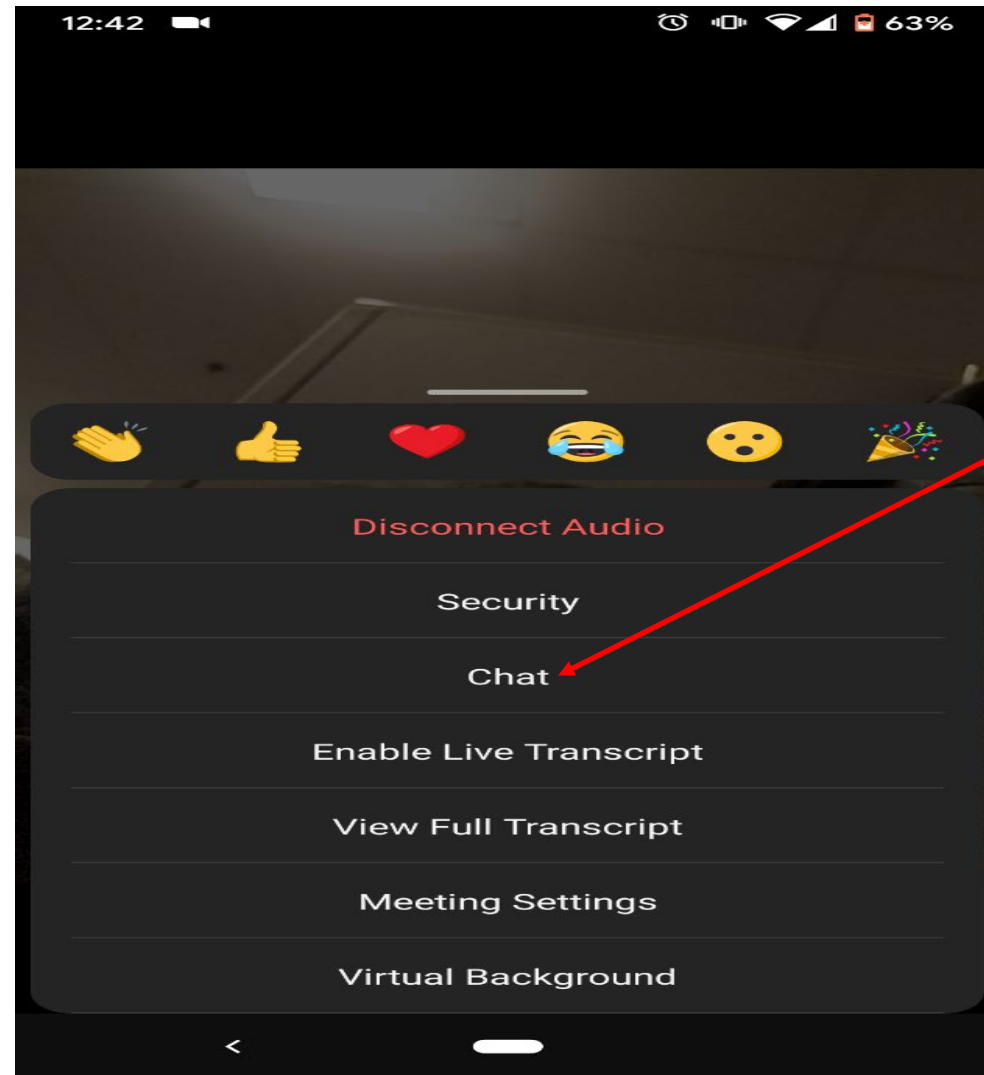 12:42 63%
Disconnect Audio
Security
Chat
Enable Live Transcript
View Full Transcript
Meeting Settings
Virtual Background